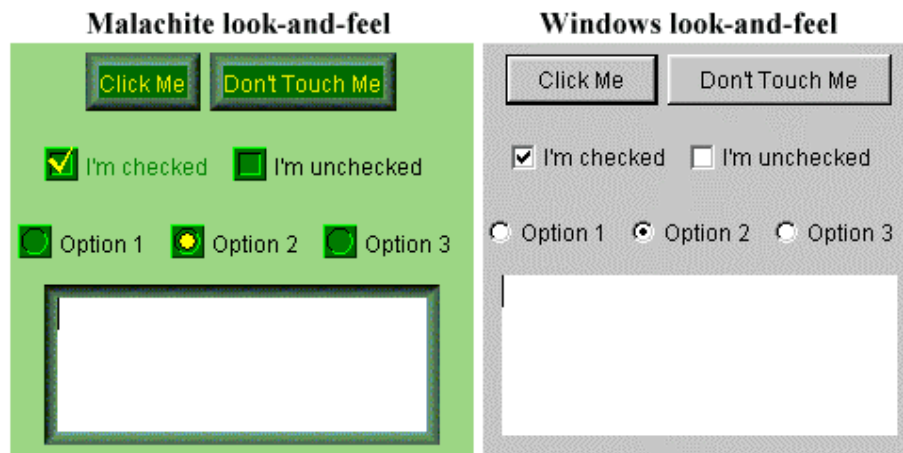 Malachite look-and-feel
Click Me Don't Touch Me
I'm checked I'm unchecked
Option 1 Option 2 Option 3
Windows look-and-feel
Click Me Don't Touch Me
I'm checked I'm unchecked
Option 1 Option 2 Option 3